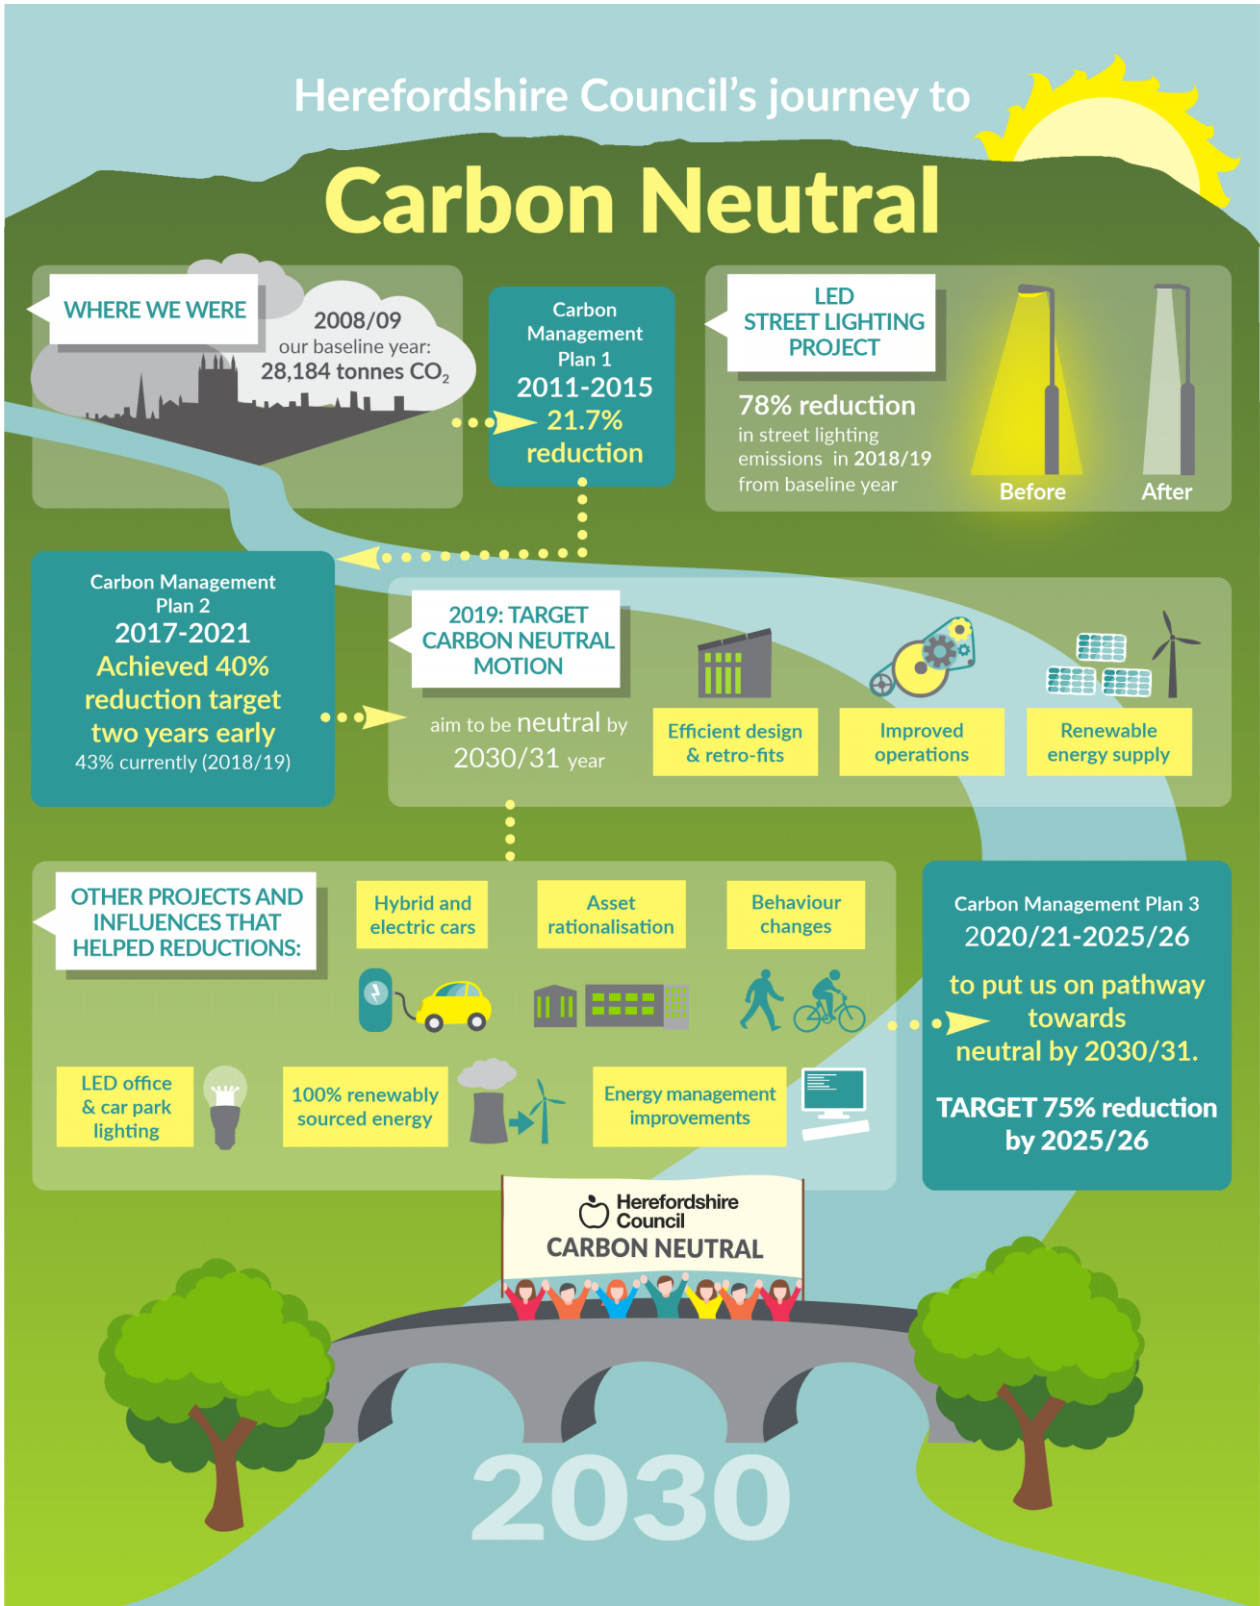 Herefordshire Council's journey to
Carbon Neutral
WHERE WE WERE
2008/09
our baseline year:
28,184 tonnes CO₂
Carbon
Management
Plan 1
2011-2015
21.7%
reduction
LED
STREET LIGHTING
PROJECT
78% reduction
in street lighting
emissions in 2018/19
from baseline year
Before
After
Carbon Management
Plan 2
2017-2021
Achieved 40%
reduction target
two years early
43% currently (2018/19)
2019: TARGET
CARBON NEUTRAL
MOTION
aim to be neutral by
2030/31 year
Efficient design
& retro-fits
Improved
operations
Renewable
energy supply
OTHER PROJECTS AND
INFLUENCES THAT
HELPED REDUCTIONS:
Hybrid and
electric cars
Asset
rationalisation
Behaviour
changes
LED office
& car park
lighting
100% renewably
sourced energy
Energy management
improvements
Carbon Management Plan 3
2020/21-2025/26
to put us on pathway
towards
neutral by 2030/31.
TARGET 75% reduction
by 2025/26
Herefordshire
Council
CARBON NEUTRAL
2030